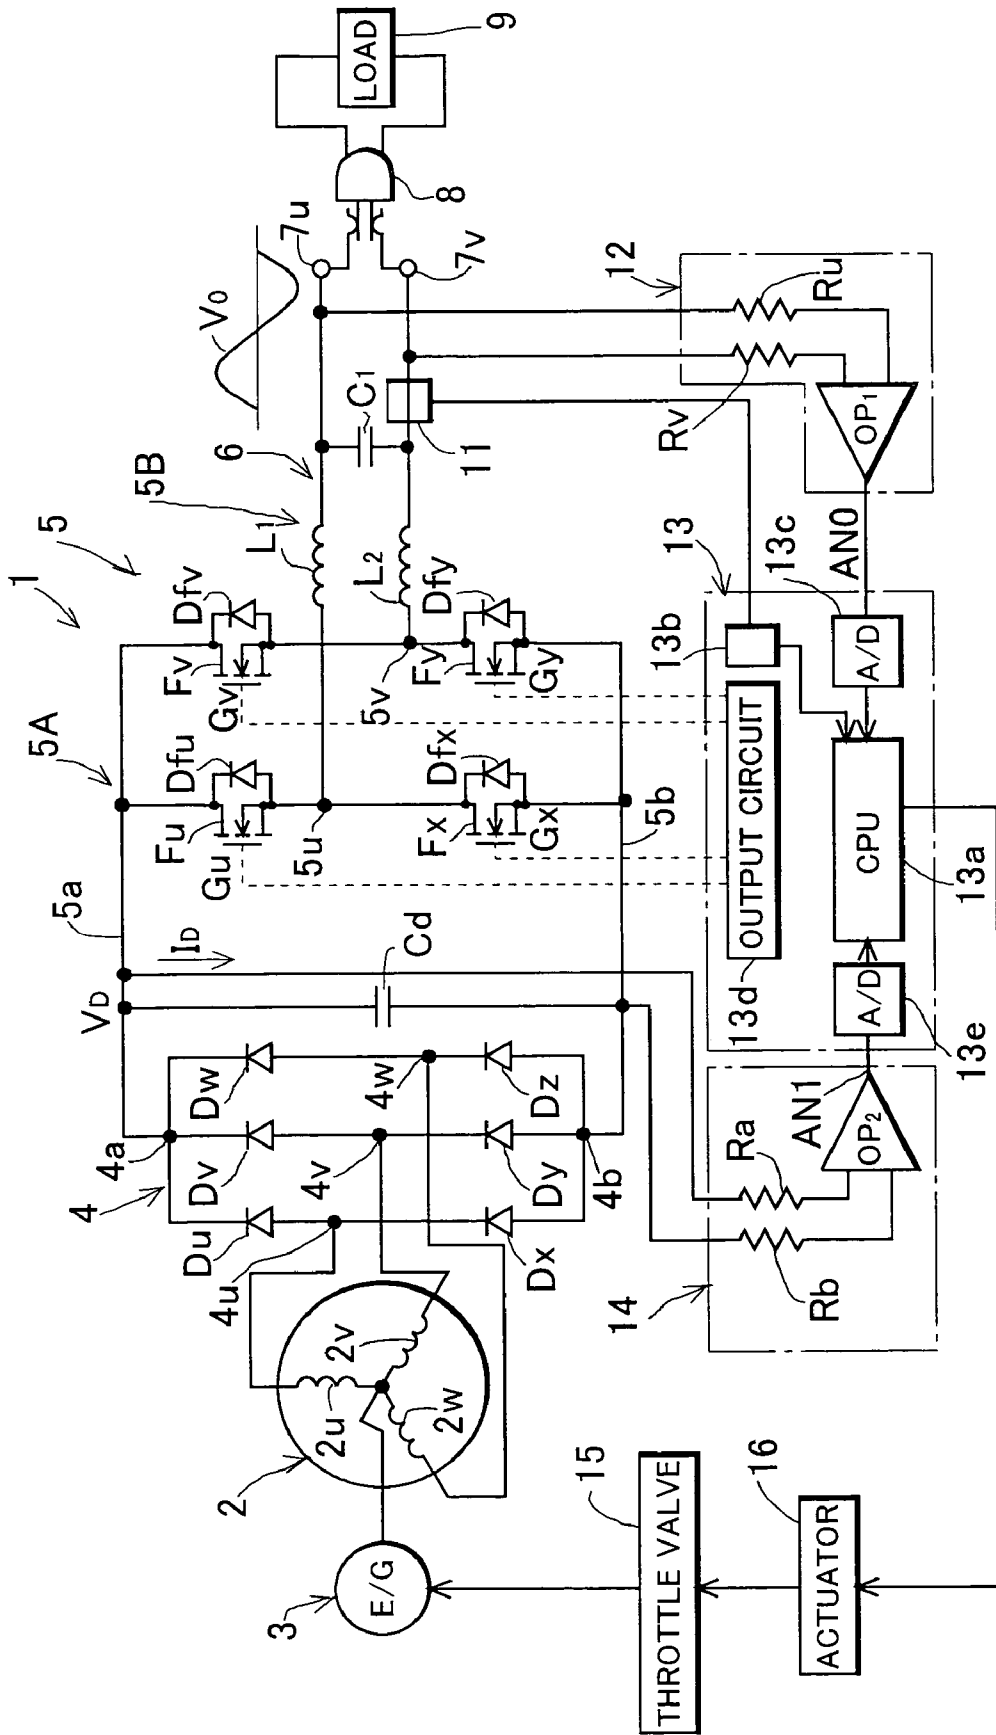 1
5
5A
5a
5B
6
VD
ID
Vo
4
4a
Du
Dv
Dw
4u
4v
4w
Dx
Dy
Dz
4b
Cd
Fu
Gu
Dfu
Fv
Gv
Dfv
5u
5v
Fx
Gx
Dfx
Fy
Gy
Dfy
5b
L1
L2
C1
11
7u
7v
8
LOAD
9
2
2u
2v
2w
3
E/G
15
THROTTLE VALVE
16
ACTUATOR
14
Ra
Rb
OP2
AN1
13
13e
A/D
13d
OUTPUT CIRCUIT
CPU
13a
13b
13c
A/D
AN0
12
Ru
Rv
OP1